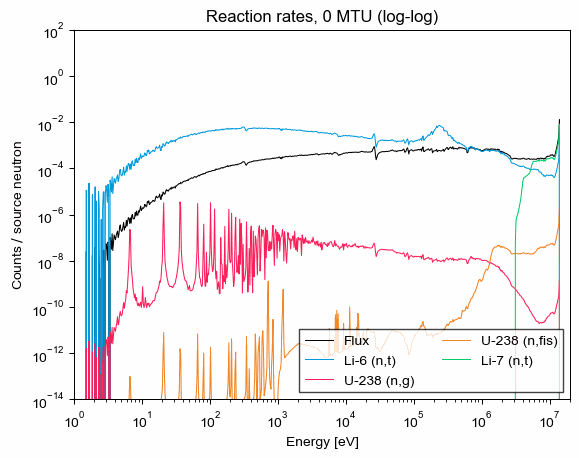 Reaction rates, 0 MTU (log-log)
Counts / source neutron
10^2
10^0
10^-2
10^-4
10^-6
10^-8
10^-10
10^-12
10^-14
Flux
Li-6 (n,t)
U-238 (n,g)
U-238 (n,fis)
Li-7 (n,t)
10^0 10^1 10^2 10^3 10^4 10^5 10^6 10^7
Energy [eV]